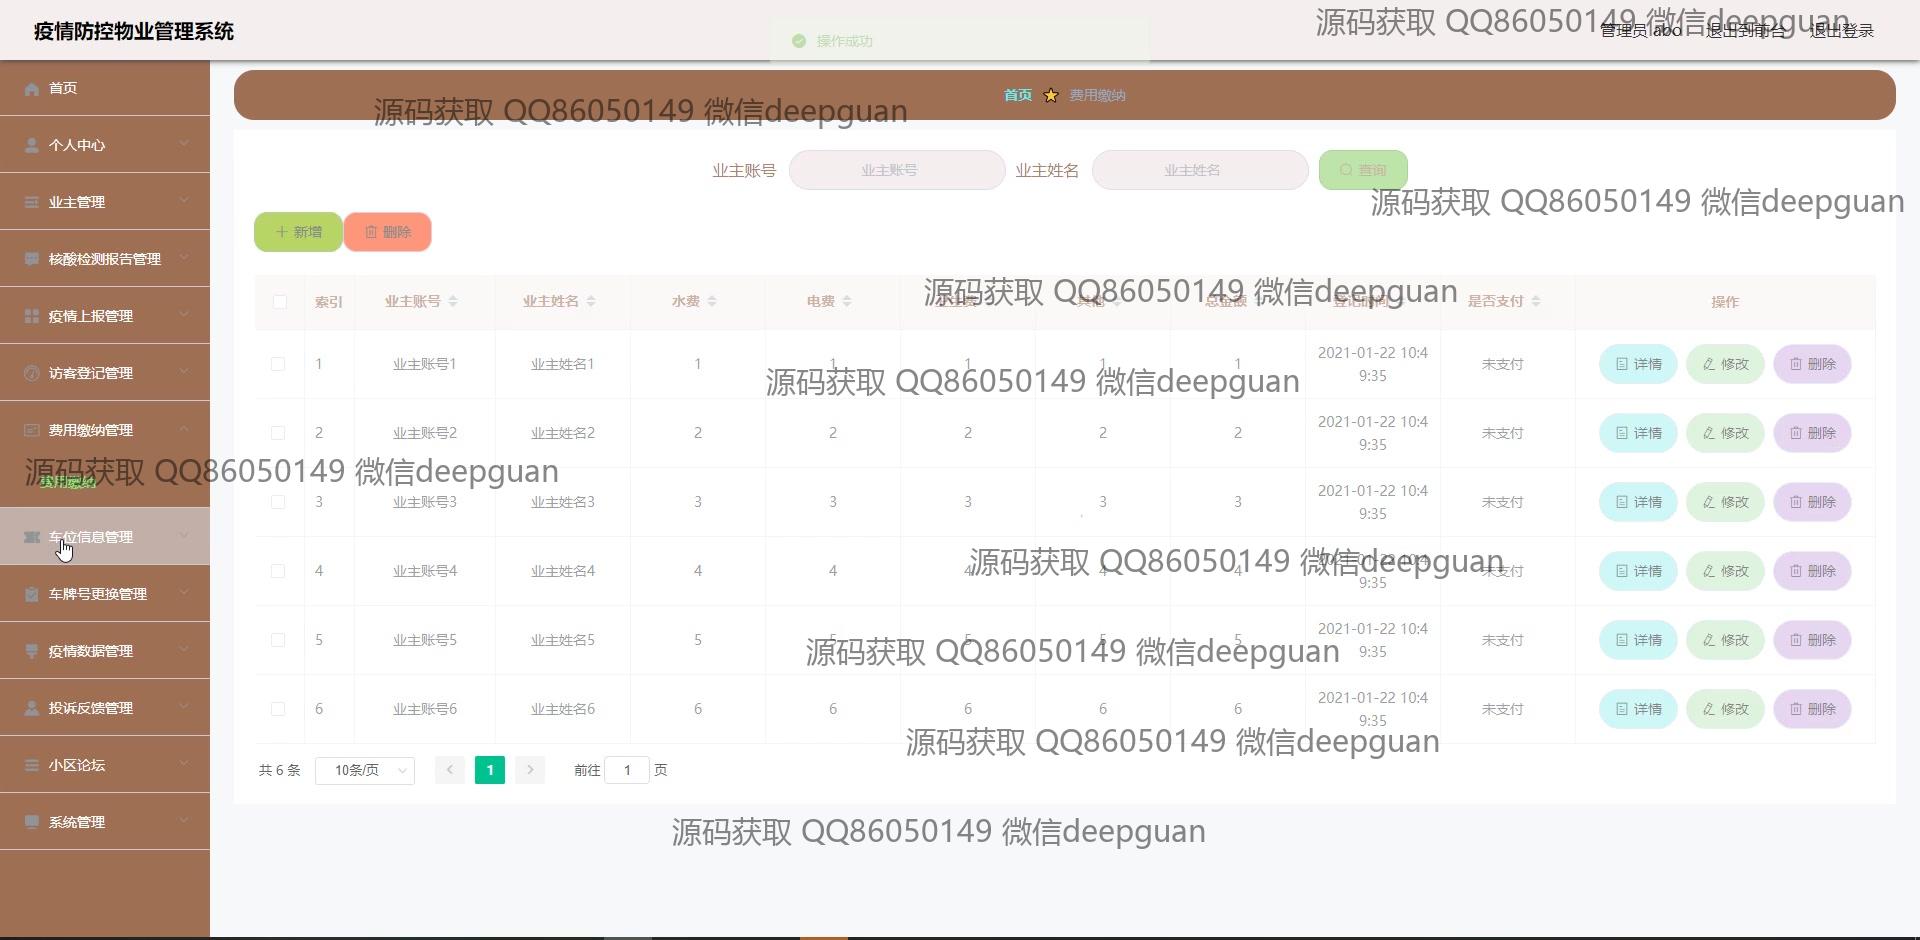 疫情防控物业管理系统
操作成功
管理员 abo 退出到前台 退出登录
源码获取 QQ86050149 微信deepguan
首页
个人中心
业主管理
核酸检测报告管理
疫情上报管理
访客登记管理
费用缴纳管理
费用缴纳
车位信息管理
车牌号更换管理
疫情数据管理
投诉反馈管理
小区论坛
系统管理
首页 费用缴纳
源码获取 QQ86050149 微信deepguan
业主账号 业主账号 业主姓名 业主姓名 查询
源码获取 QQ86050149 微信deepguan
新增 删除
源码获取 QQ86050149 微信deepguan
索引 业主账号 业主姓名 水费 电费 其他 总金额 登记时间 是否支付 操作
1 业主账号1 业主姓名1 1 1 1 1 1 2021-01-22 10:4
9:35 未支付 详情 修改 删除
源码获取 QQ86050149 微信deepguan
2 业主账号2 业主姓名2 2 2 2 2 2 2021-01-22 10:4
9:35 未支付 详情 修改 删除
源码获取 QQ86050149 微信deepguan
3 业主账号3 业主姓名3 3 3 3 3 3 2021-01-22 10:4
9:35 未支付 详情 修改 删除
源码获取 QQ86050149 微信deepguan
4 业主账号4 业主姓名4 4 4 4 4 4 2021-01-22 10:4
9:35 未支付 详情 修改 删除
源码获取 QQ86050149 微信deepguan
5 业主账号5 业主姓名5 5 5 5 5 5 2021-01-22 10:4
9:35 未支付 详情 修改 删除
6 业主账号6 业主姓名6 6 6 6 6 6 2021-01-22 10:4
9:35 未支付 详情 修改 删除
源码获取 QQ86050149 微信deepguan
共 6 条 10条/页 1 前往 1 页
源码获取 QQ86050149 微信deepguan